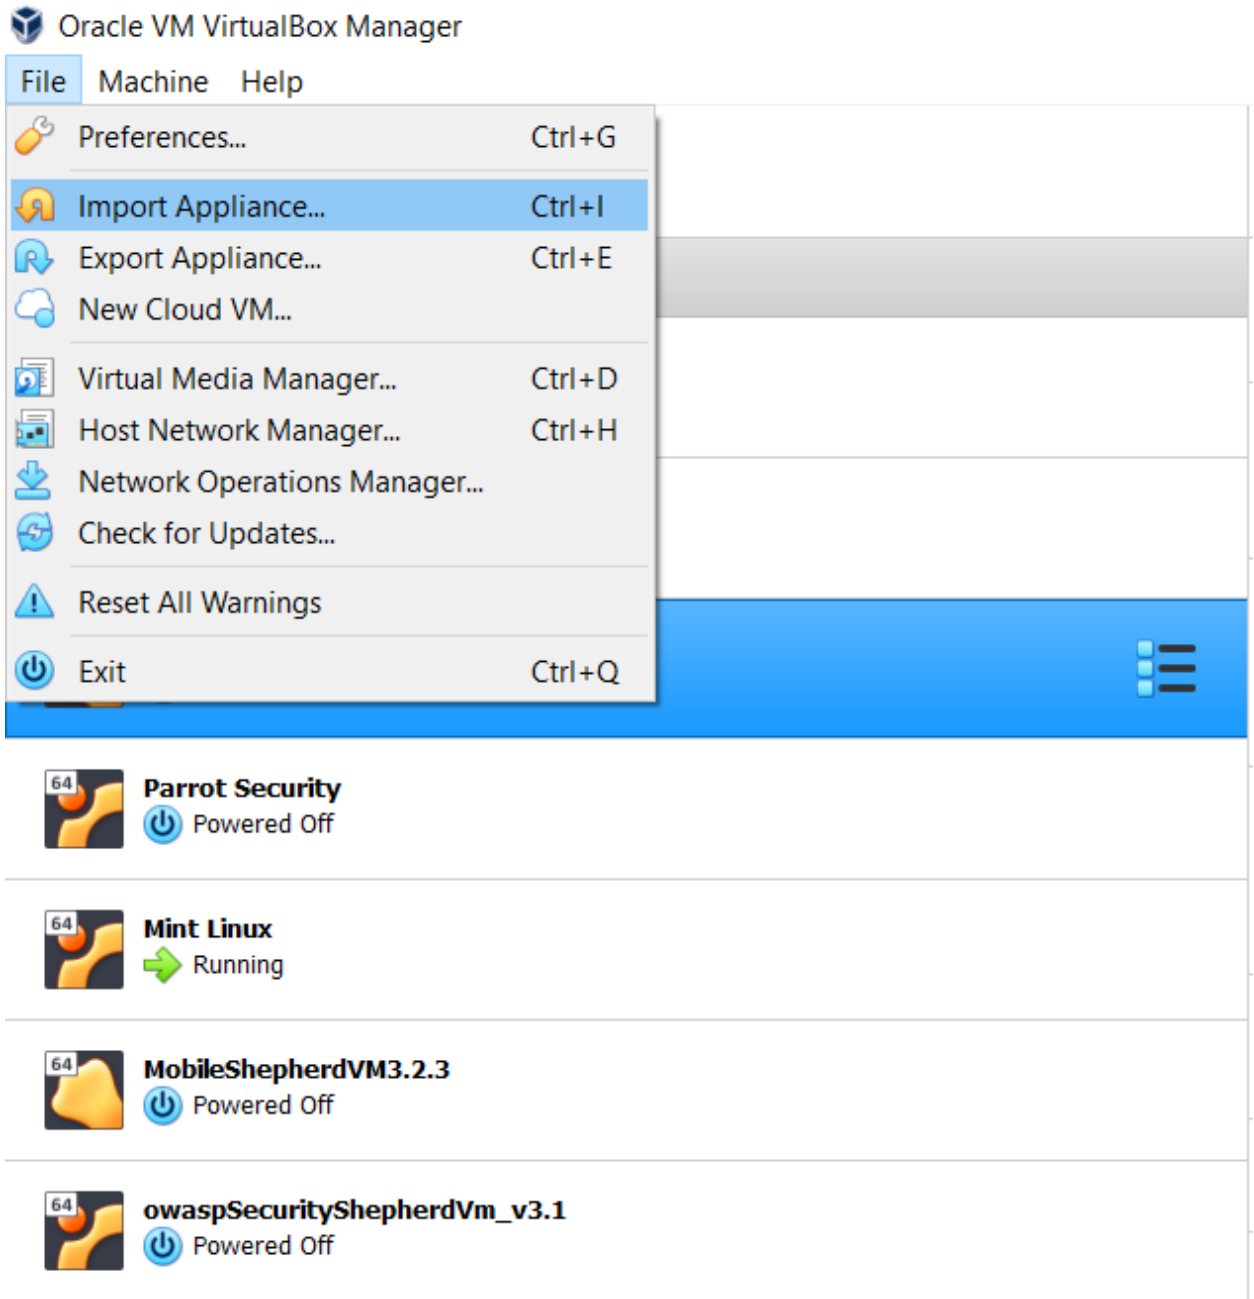 Oracle VM VirtualBox Manager
File Machine Help
Preferences... Ctrl+G
Import Appliance... Ctrl+I
Export Appliance... Ctrl+E
New Cloud VM...
Virtual Media Manager... Ctrl+D
Host Network Manager... Ctrl+H
Network Operations Manager...
Check for Updates...
Reset All Warnings
Exit Ctrl+Q
64
Parrot Security
Powered Off
64
Mint Linux
Running
64
MobileShepherdVM3.2.3
Powered Off
64
owaspSecurityShepherdVm_v3.1
Powered Off